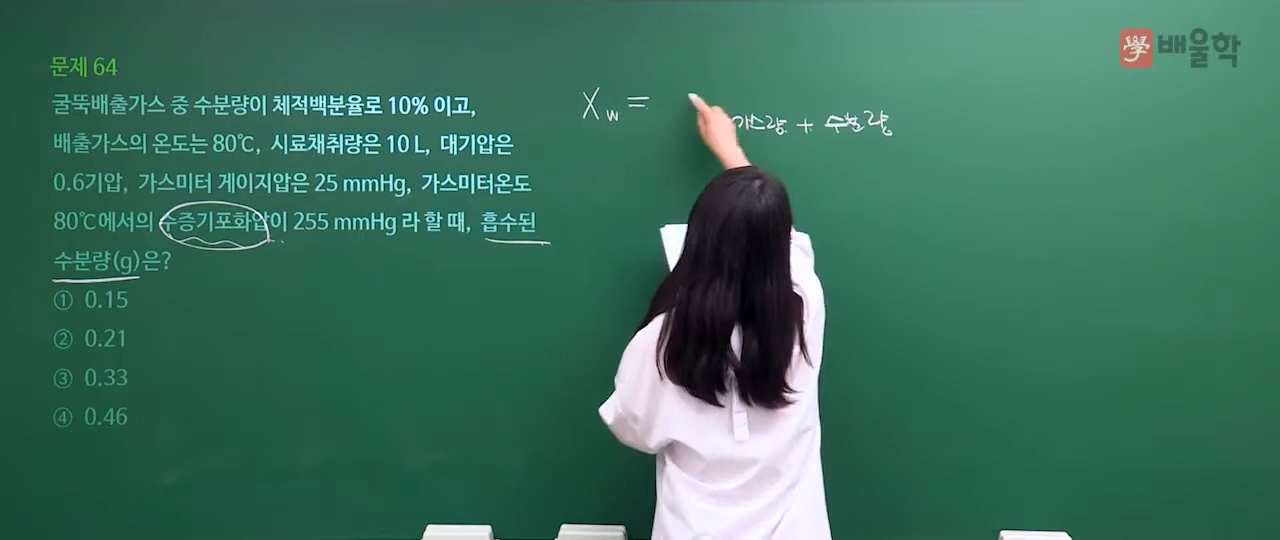 學 배울학
문제 64
굴뚝배출가스 중 수분량이 체적백분율로 10% 이고,
배출가스의 온도는 80℃, 시료채취량은 10 L, 대기압은
0.6기압, 가스미터 게이지압은 25 mmHg, 가스미터온도
80℃에서의 수증기포화압이 255 mmHg 라 할 때, 흡수된
수분량(g)은?
① 0.15
② 0.21
③ 0.33
④ 0.46
Xw =
가스량 + 수분량